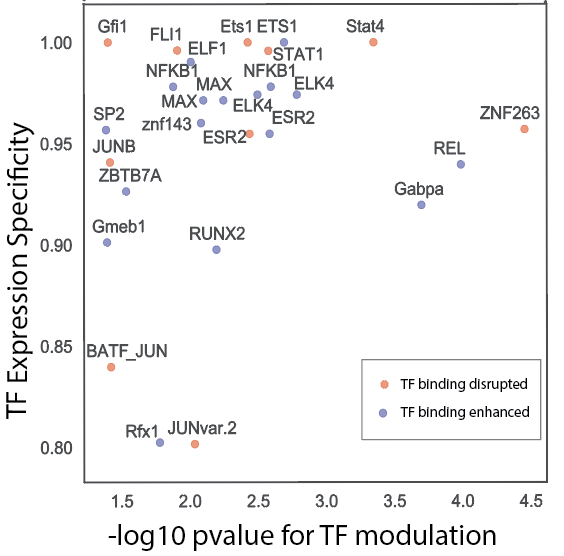 Gfi1
Ets1 ETS1
Stat4
FLI1
ELF1
STAT1
NFKB1
NFKB1
MAX
ELK4
MAX
ELK4
SP2
znf143
ESR2
ESR2
ZNF263
JUNB
REL
ZBTB7A
Gabpa
Gmeb1
RUNX2
BATF_JUN
Rfx1
JUNvar.2
TF binding disrupted
TF binding enhanced
1.00
0.95
0.90
0.85
0.80
TF Expression Specificity
1.5 2.0 2.5 3.0 3.5 4.0 4.5
-log10 pvalue for TF modulation